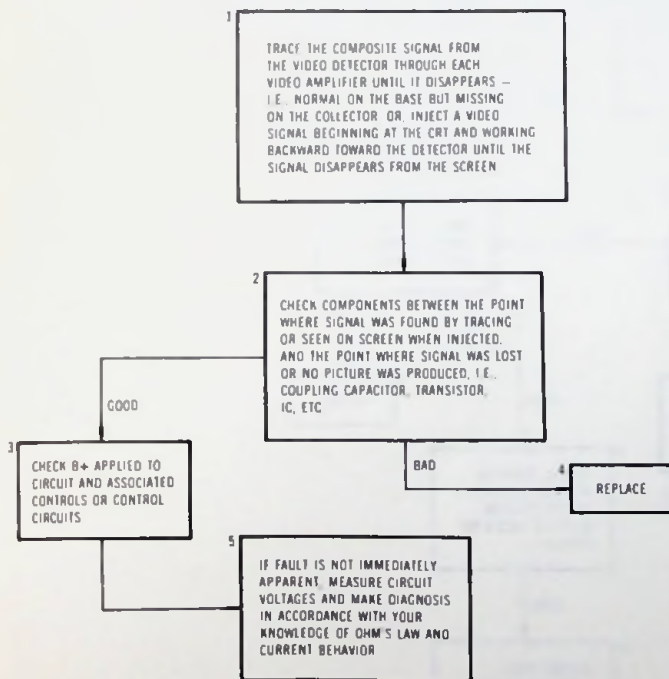 1
TRACE THE COMPOSITE SIGNAL FROM
THE VIDEO DETECTOR THROUGH EACH
VIDEO AMPLIFIER UNTIL IT DISAPPEARS –
I.E., NORMAL ON THE BASE BUT MISSING
ON THE COLLECTOR OR, INJECT A VIDEO
SIGNAL BEGINNING AT THE CRT AND WORKING
BACKWARD TOWARD THE DETECTOR UNTIL THE
SIGNAL DISAPPEARS FROM THE SCREEN
2
CHECK COMPONENTS BETWEEN THE POINT
WHERE SIGNAL WAS FOUND BY TRACING
OR SEEN ON SCREEN WHEN INJECTED,
AND THE POINT WHERE SIGNAL WAS LOST
OR NO PICTURE WAS PRODUCED, I.E.,
COUPLING CAPACITOR, TRANSISTOR,
IC, ETC
GOOD
3
CHECK B+ APPLIED TO
CIRCUIT AND ASSOCIATED
CONTROLS OR CONTROL
CIRCUITS
BAD
4
REPLACE
5
IF FAULT IS NOT IMMEDIATELY
APPARENT, MEASURE CIRCUIT
VOLTAGES AND MAKE DIAGNOSIS
IN ACCORDANCE WITH YOUR
KNOWLEDGE OF OHM'S LAW AND
CURRENT BEHAVIOR